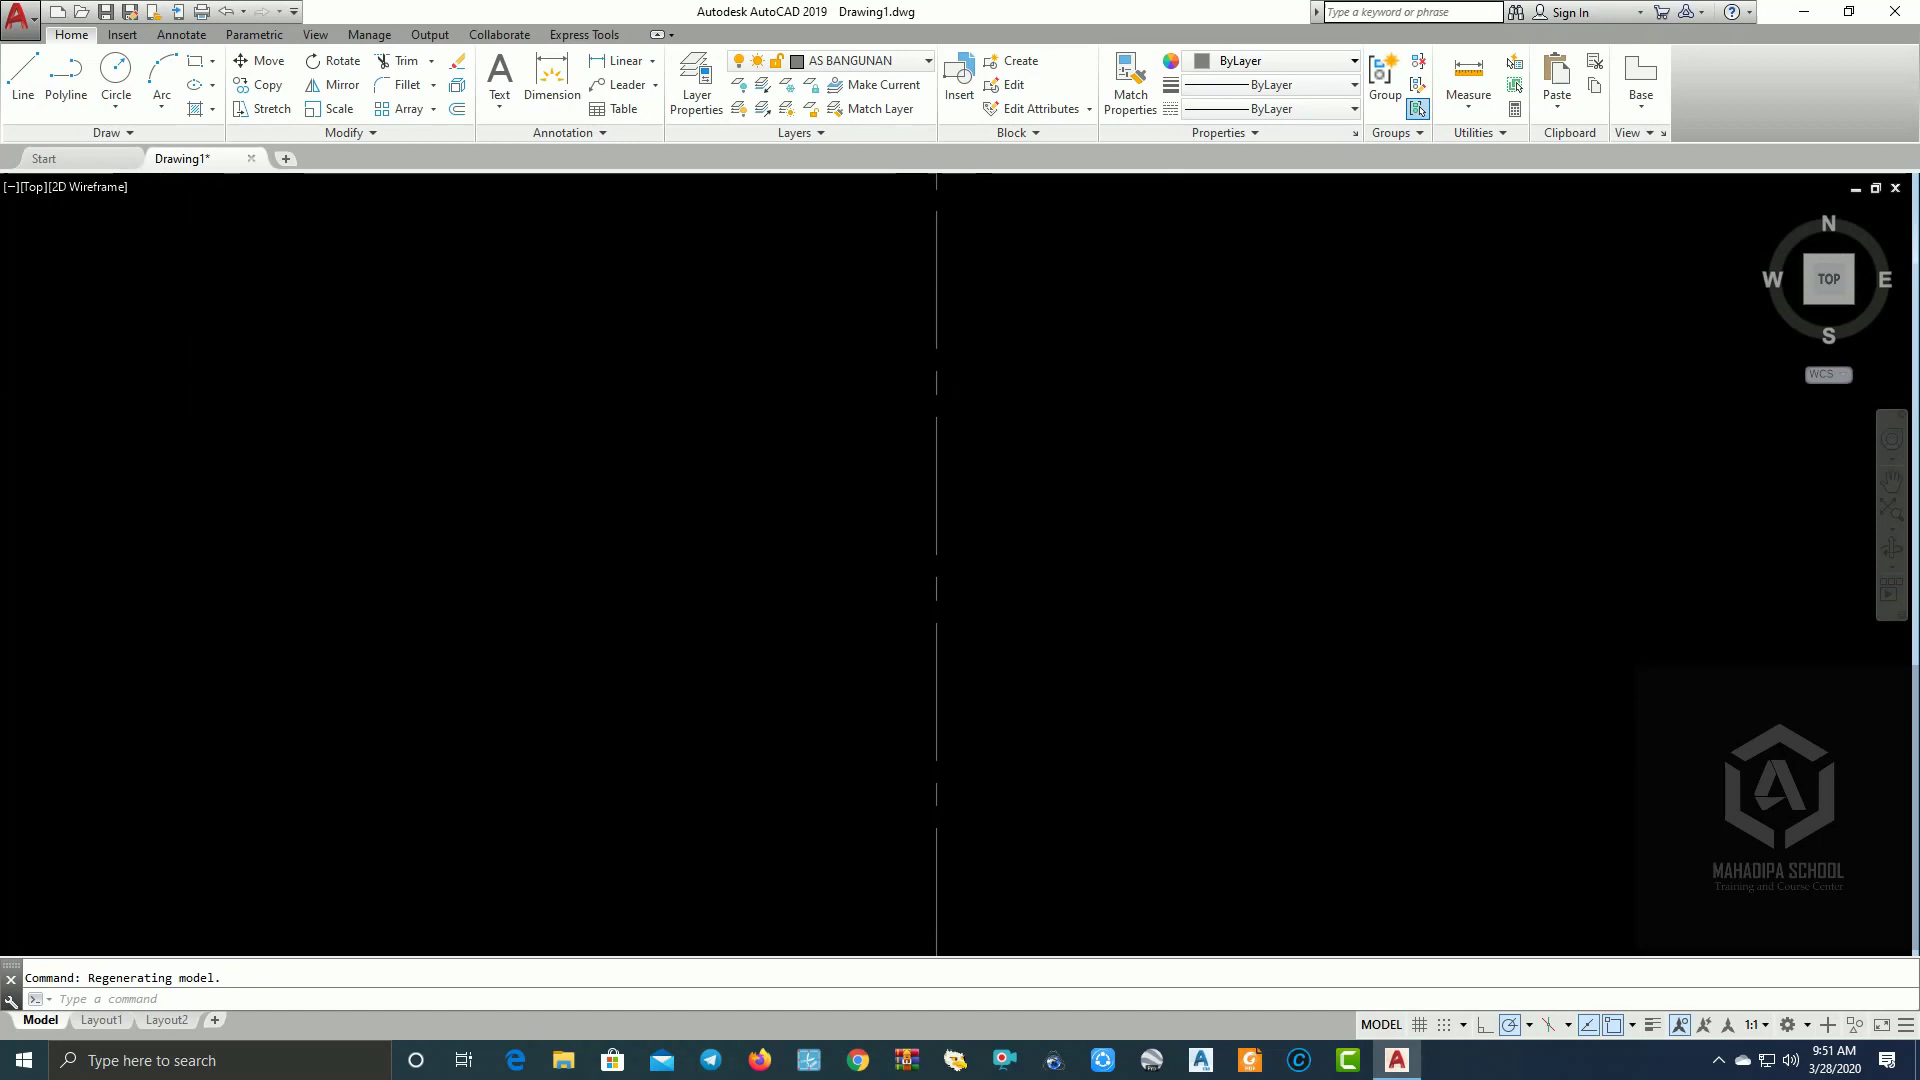 Autodesk AutoCAD 2019 Drawing1.dwg
Type a keyword or phrase
Sign In
Home Insert Annotate Parametric View Manage Output Collaborate Express Tools
Line
Polyline
Circle
Arc
Draw
Move
Rotate
Trim
Copy
Mirror
Fillet
Stretch
Scale
Array
Modify
Text
Dimension
Linear
Leader
Table
Annotation
Layer
Properties
AS BANGUNAN
Make Current
Match Layer
Layers
Insert
Create
Edit
Edit Attributes
Block
Match
Properties
ByLayer
ByLayer
ByLayer
Properties
Group
Groups
Measure
Utilities
Paste
Clipboard
Base
View
Start
Drawing1*
[−][Top][2D Wireframe]
N
W
TOP
E
S
WCS
MAHADIPA SCHOOL
Training and Course Center
Command: Regenerating model.
Type a command
Model Layout1 Layout2
MODEL
1:1
Type here to search
9:51 AM
3/28/2020